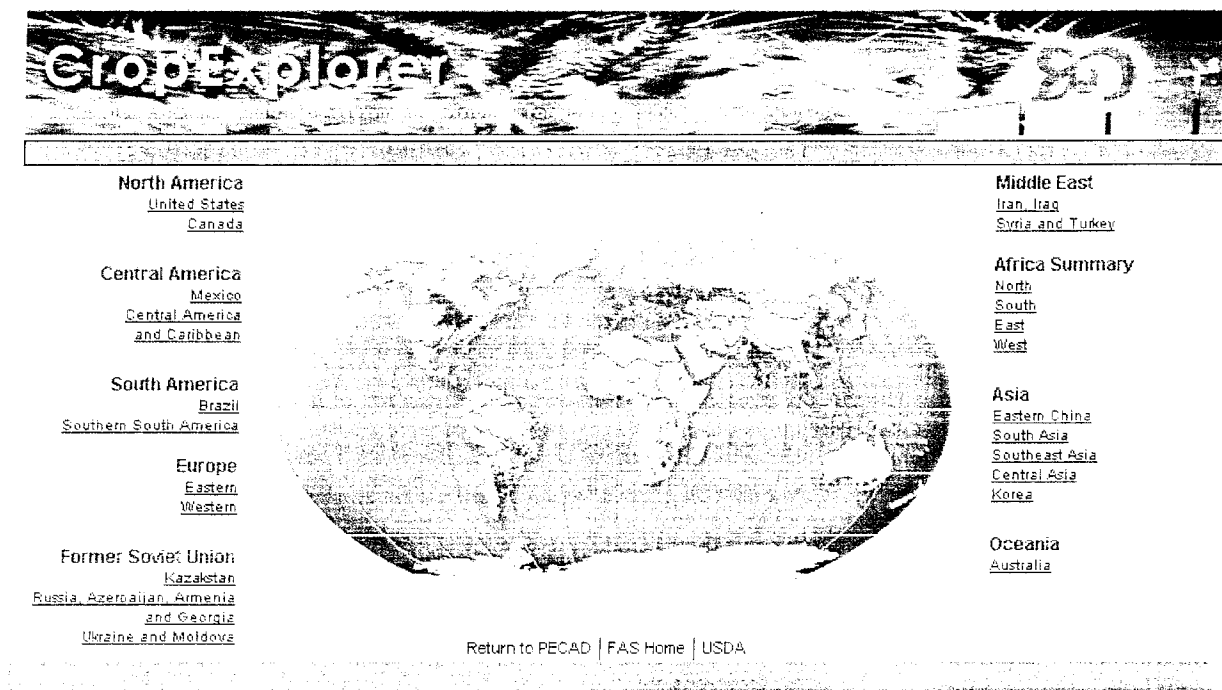 CropExplorer
North America
United States
Canada
Central America
Mexico
Central America
and Caribbean
South America
Brazil
Southern South America
Europe
Eastern
Western
Former Soviet Union
Kazakstan
Russia, Azerbaijan, Armenia
and Georgia
Ukraine and Moldova
Middle East
Iran, Iraq
Syria and Turkey
Africa Summary
North
South
East
West
Asia
Eastern China
South Asia
Southeast Asia
Central Asia
Korea
Oceania
Australia
Return to PECAD | FAS Home | USDA